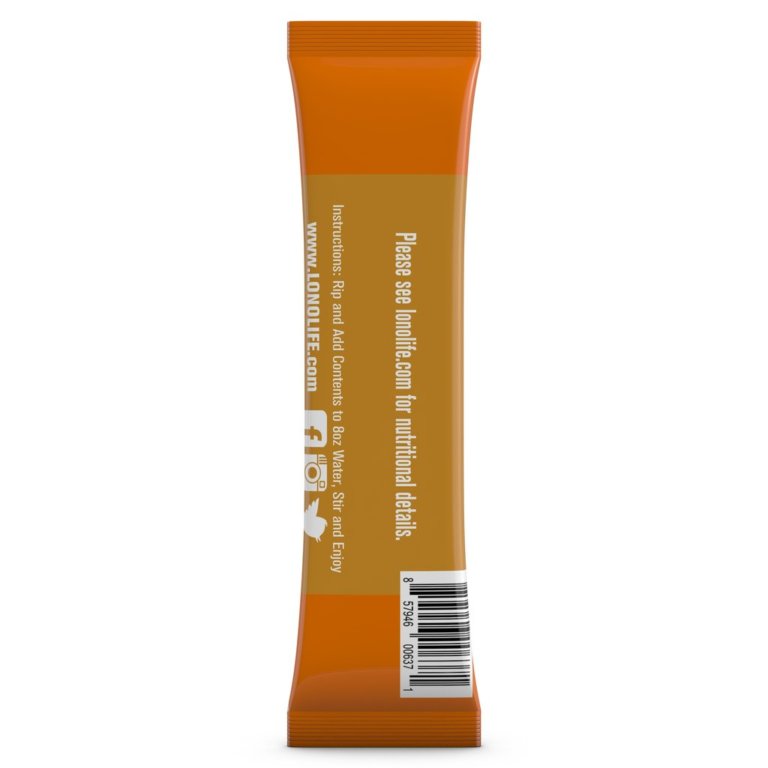 Please see lonolife.com for nutritional details.
Instructions: Rip and Add Contents to 8oz Water, Stir and Enjoy
www.LONOLIFE.com
8 57946 00637 1